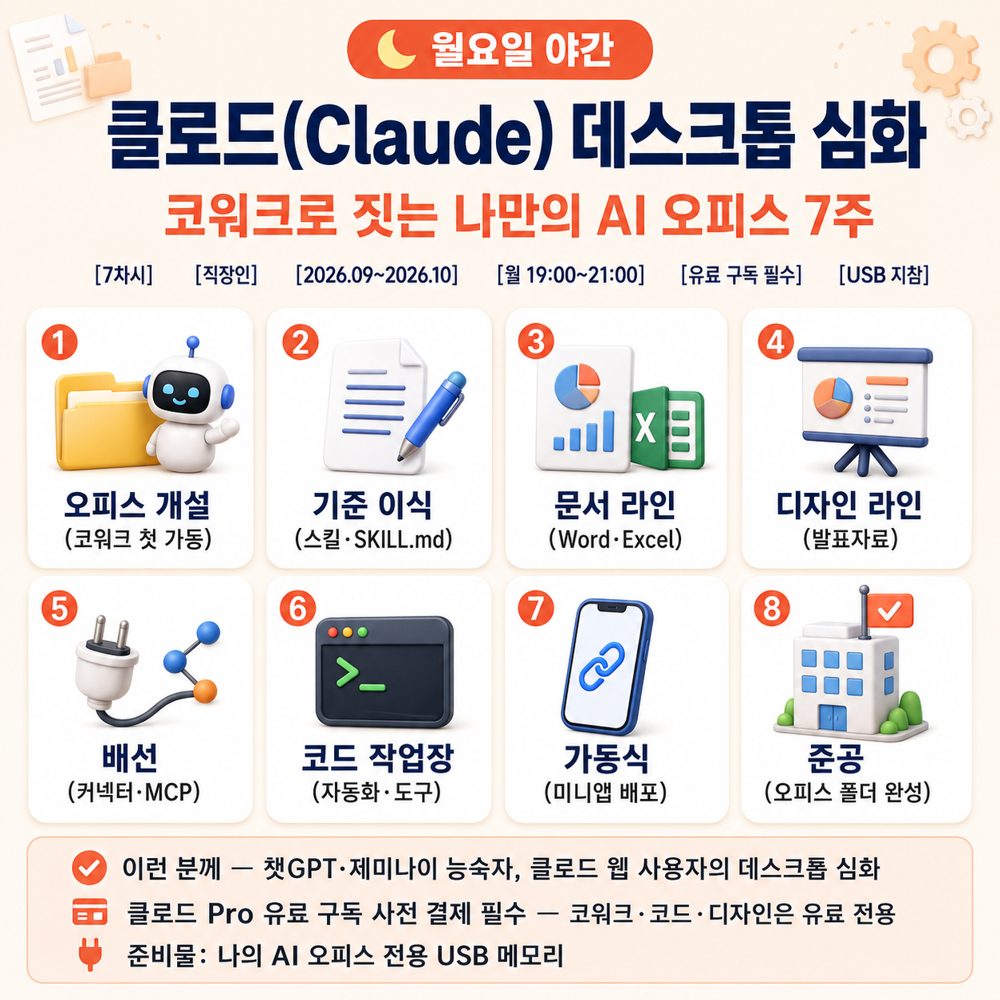 월요일 야간
클로드(Claude) 데스크톱 심화
코워크로 짓는 나만의 AI 오피스 7주
[7차시] [직장인] [2026.09~2026.10] [월 19:00~21:00] [유료 구독 필수] [USB 지참]
1
오피스 개설
(코워크 첫 가동)
2
기준 이식
(스킬·SKILL.md)
3
X
문서 라인
(Word·Excel)
4
디자인 라인
(발표자료)
5
배선
(커넥터·MCP)
6
>_
코드 작업장
(자동화·도구)
7
가동식
(미니앱 배포)
8
준공
(오피스 폴더 완성)
이런 분께 — 챗GPT·제미나이 능숙자, 클로드 웹 사용자의 데스크톱 심화
클로드 Pro 유료 구독 사전 결제 필수 — 코워크·코드·디자인은 유료 전용
준비물: 나의 AI 오피스 전용 USB 메모리